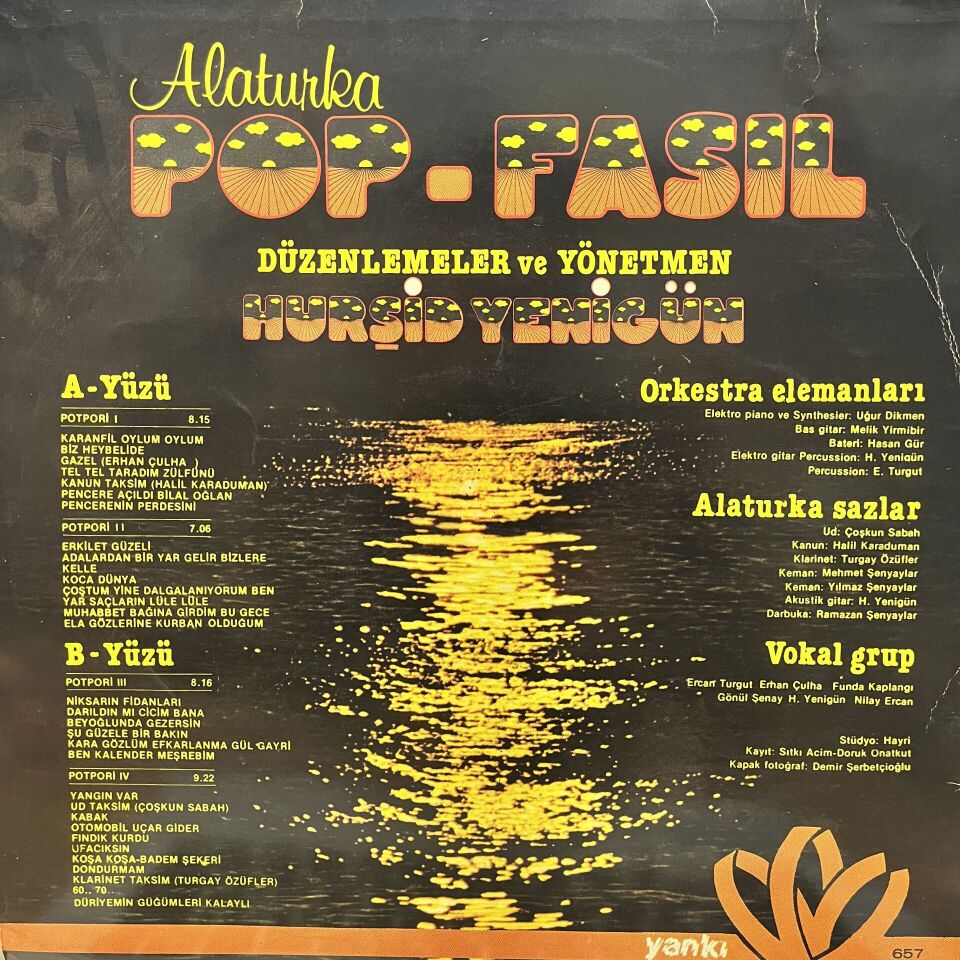 Alaturka
POP-FASIL
DÜZENLEMELER ve YÖNETMEN
HURŞİD YENİGÜN
A-Yüzü
POTPORİ I 8.15
KARANFİL OYLUM OYLUM
BİZ HEYBELİDE
GAZEL (ERHAN ÇULHA )
TEL TEL TARADIM ZÜLFÜNÜ
KANUN TAKSİM (HALİL KARADUMAN)
PENCERE AÇILDI BİLAL OĞLAN
PENCERENİN PERDESİNİ
POTPORİ II 7.06
ERKİLET GÜZELİ
ADALARDAN BİR YAR GELİR BİZLERE
KELLE
KOCA DÜNYA
ÇOŞTUM YİNE DALGALANIYORUM BEN
YAR SAÇLARIN LÜLE LÜLE
MUHABBET BAĞINA GİRDİM BU GECE
ELA GÖZLERİNE KURBAN OLDUĞUM
B-Yüzü
POTPORİ III 8.16
NİKSARIN FİDANLARI
DARILDIN MI CİCİM BANA
BEYOĞLUNDA GEZERSİN
ŞU GÜZELE BİR BAKIN
KARA GÖZLÜM EFKARLANMA GÜL GAYRİ
BEN KALENDER MEŞREBİM
POTPORİ IV 9.22
YANGIN VAR
UD TAKSİM (ÇOŞKUN SABAH)
KABAK
OTOMOBİL UÇAR GİDER
FINDIK KURDU
UFACIKSIN
KOŞA KOŞA-BADEM ŞEKERİ
DONDURMAM
KLARİNET TAKSİM (TURGAY ÖZÜFLER)
60.. 70..
DÜRİYEMİN GÜĞÜMLERİ KALAYLI
Orkestra elemanları
Elektro piano ve Synthesier: Uğur Dikmen
Bas gitar: Melik Yirmibir
Bateri: Hasan Gür
Elektro gitar Percussion: H. Yenigün
Percussion: E. Turgut
Alaturka sazlar
Ud: Çoşkun Sabah
Kanun: Halil Karaduman
Klarinet: Turgay Özüfler
Keman: Mehmet Şenyaylar
Keman: Yılmaz Şenyaylar
Akustik gitar: H. Yenigün
Darbuka: Ramazan Şenyaylar
Vokal grup
Ercan Turgut Erhan Çulha Funda Kaplangı
Gönül Şenay H. Yenigün Nilay Ercan
Stüdyo: Hayri
Kayıt: Sıtkı Acim-Doruk Onatkut
Kapak fotoğraf: Demir Şerbetçioğlu
yankı
657